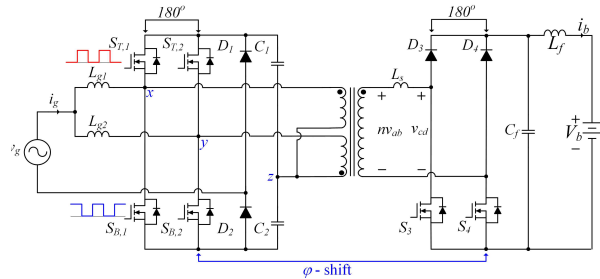 180°
180°
S_{T,1}
S_{T,2}
D_1
C_1
D_3
D_4
L_f
i_b
L_{g1}
x
L_s
i_g
L_{g2}
+
+
C_f
+
v_g
y
nv_{ab}
v_{cd}
V_b
−
z
−
−
S_{B,1}
S_{B,2}
D_2
C_2
S_3
S_4
φ - shift